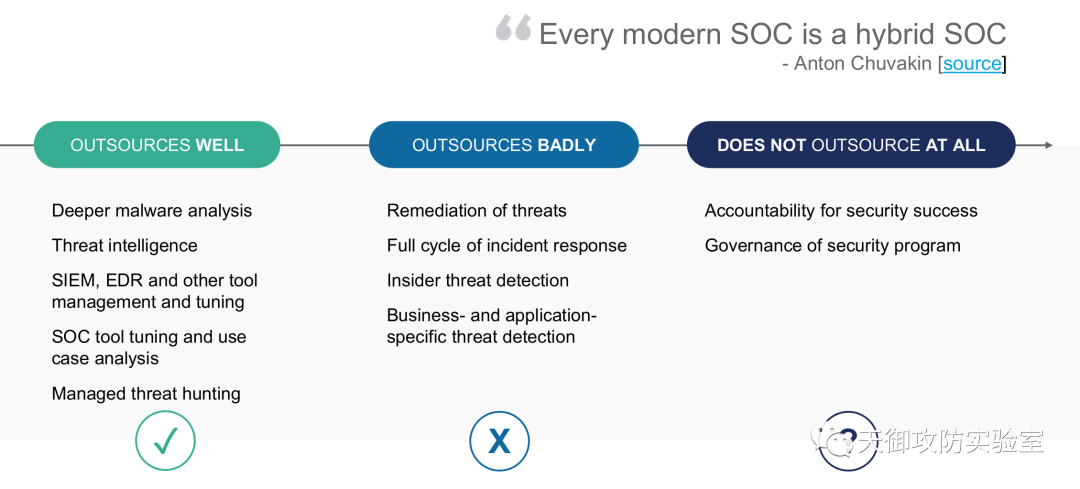 “Every modern SOC is a hybrid SOC
- Anton Chuvakin [source]
OUTSOURCES WELL
OUTSOURCES BADLY
DOES NOT OUTSOURCE AT ALL
Deeper malware analysis
Threat intelligence
SIEM, EDR and other tool
management and tuning
SOC tool tuning and use
case analysis
Managed threat hunting
Remediation of threats
Full cycle of incident response
Insider threat detection
Business- and application-
specific threat detection
Accountability for security success
Governance of security program
✓
X
天御攻防实验室